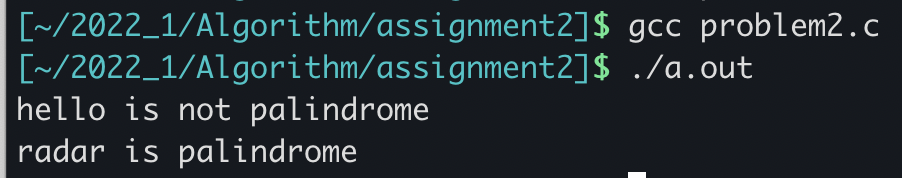 [~/2022_1/Algorithm/assignment2]$ gcc problem2.c
[~/2022_1/Algorithm/assignment2]$ ./a.out
hello is not palindrome
radar is palindrome